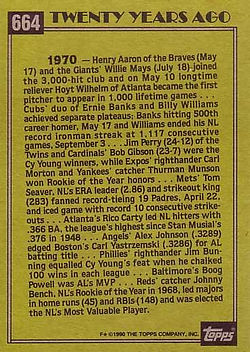 664 TWENTY YEARS AGO
1970 — Henry Aaron of the Braves (May
17) and the Giants' Willie Mays (July 18) joined
the 3,000-hit club and on May 10 longtime
reliever Hoyt Wilhelm of Atlanta became the first
pitcher to appear in 1,000 lifetime games . . .
Cubs' duo of Ernie Banks and Billy Williams
achieved separate plateaus: Banks hitting 500th
career homer, May 17 and Williams ended his NL
record ironman streak at 1,117 consecutive
games, September 3 . . . Jim Perry (24-12) of the
Twins and Cardinals' Bob Gibson (23-7) were the
Cy Young winners, while Expos' righthander Carl
Morton and Yankees' catcher Thurman Munson
won Rookie of the Year honors . . . Mets' Tom
Seaver, NL's ERA leader (2.86) and strikeout king
(283) fanned record-tieing 19 Padres, April 22,
and iced game with record 10 consecutive strike-
outs . . . Atlanta's Rico Carty led NL hitters with
.366 BA, the league's highest since Stan Musial's
.376 in 1948 . . . Angels' Alex Johnson (.3289)
edged Boston's Carl Yastrzemski (.3286) for AL
batting title . . . Phillies' righthander Jim Bun-
ning equalled Cy Young's feat when he chalked
100 wins in each league . . . Baltimore's Boog
Powell was AL's MVP . . . Reds' catcher Johnny
Bench, NL's Rookie of the Year in 1968, led majors
in home runs (45) and RBIs (148) and was elected
the NL's Most Valuable Player.
F* ©1990 THE TOPPS COMPANY, INC.
TOPPS